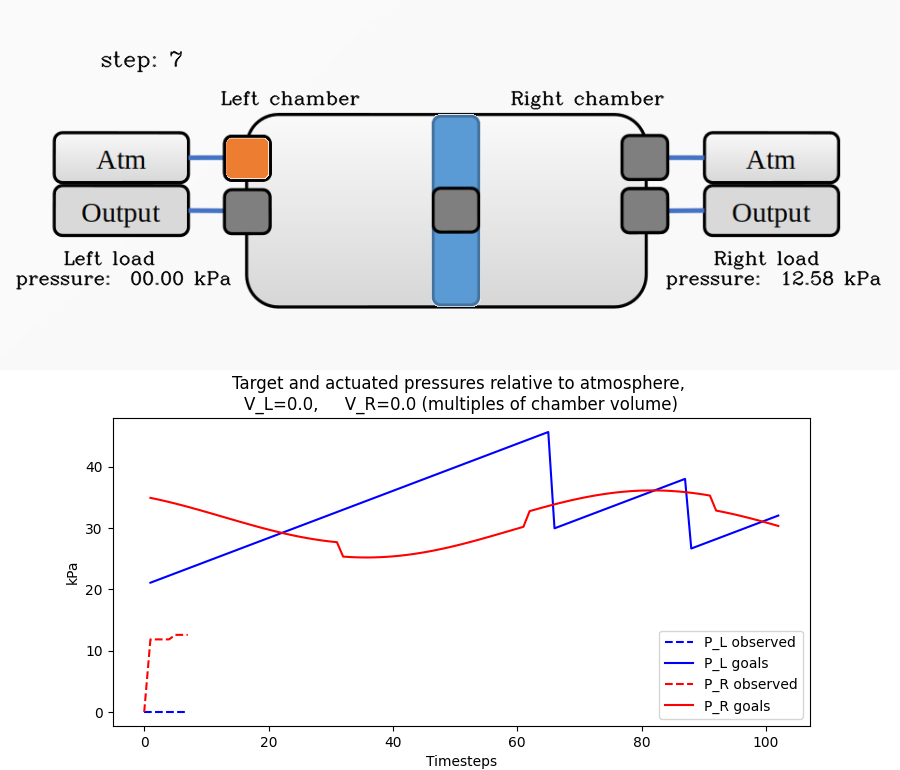 step: 7
Left chamber
Right chamber
Atm
Atm
Output
Output
Left load
pressure: 00.00 kPa
Right load
pressure: 12.58 kPa
Target and actuated pressures relative to atmosphere,
V_L=0.0, V_R=0.0 (multiples of chamber volume)
40
30
20
10
0
kPa
P_L observed
P_L goals
P_R observed
P_R goals
0 20 40 60 80 100
Timesteps